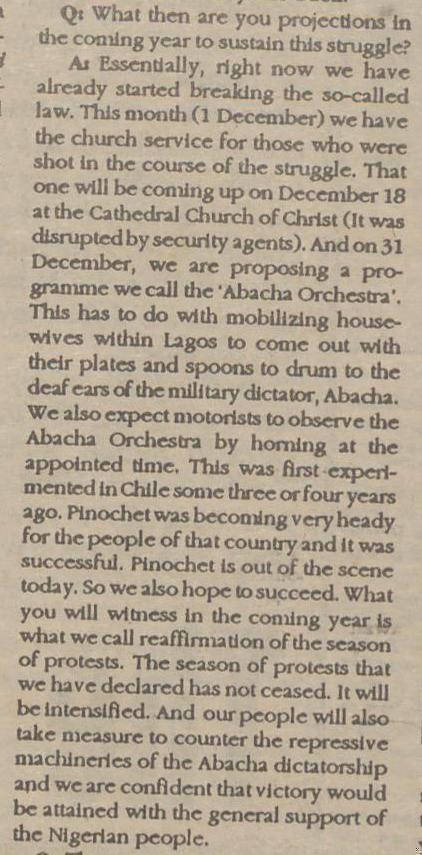 Q: What then are you projections in
the coming year to sustain this struggle?
A: Essentially, right now we have
already started breaking the so-called
law. This month (1 December) we have
the church service for those who were
shot in the course of the struggle. That
one will be coming up on December 18
at the Cathedral Church of Christ (It was
disrupted by security agents). And on 31
December, we are proposing a pro-
gramme we call the 'Abacha Orchestra'.
This has to do with mobilizing house-
wives within Lagos to come out with
their plates and spoons to drum to the
deaf ears of the military dictator, Abacha.
We also expect motorists to observe the
Abacha Orchestra by horning at the
appointed time. This was first experi-
mented in Chile some three or four years
ago. Pinochet was becoming very heady
for the people of that country and it was
successful. Pinochet is out of the scene
today. So we also hope to succeed. What
you will witness in the coming year is
what we call reaffirmation of the season
of protests. The season of protests that
we have declared has not ceased. It will
be intensified. And our people will also
take measure to counter the repressive
machineries of the Abacha dictatorship
and we are confident that victory would
be attained with the general support of
the Nigerian people.